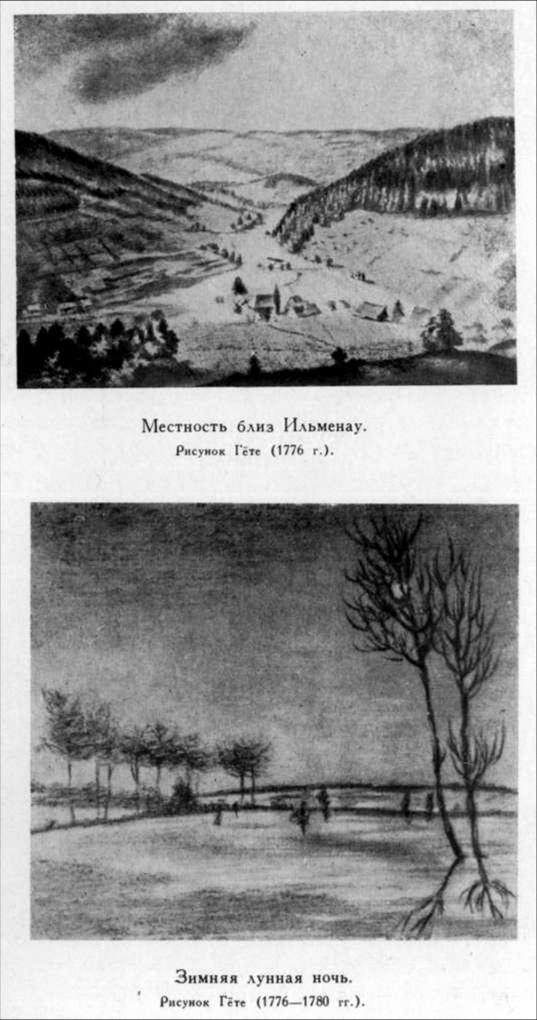 Местность близ Ильменау.
Рисунок Гёте (1776 г.).
Зимняя лунная ночь.
Рисунок Гёте (1776—1780 гг.).